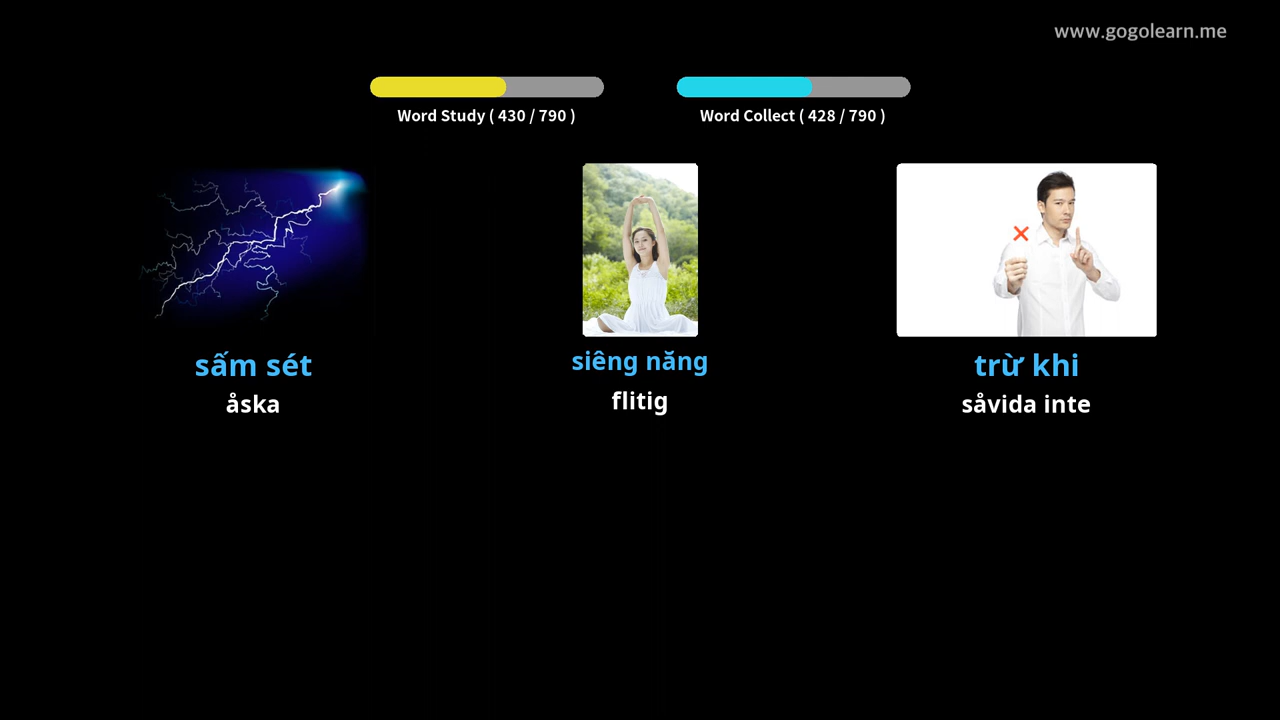 www.gogolearn.me
Word Study ( 430 / 790 )
Word Collect ( 428 / 790 )
sấm sét
åska
siêng năng
flitig
trừ khi
såvida inte